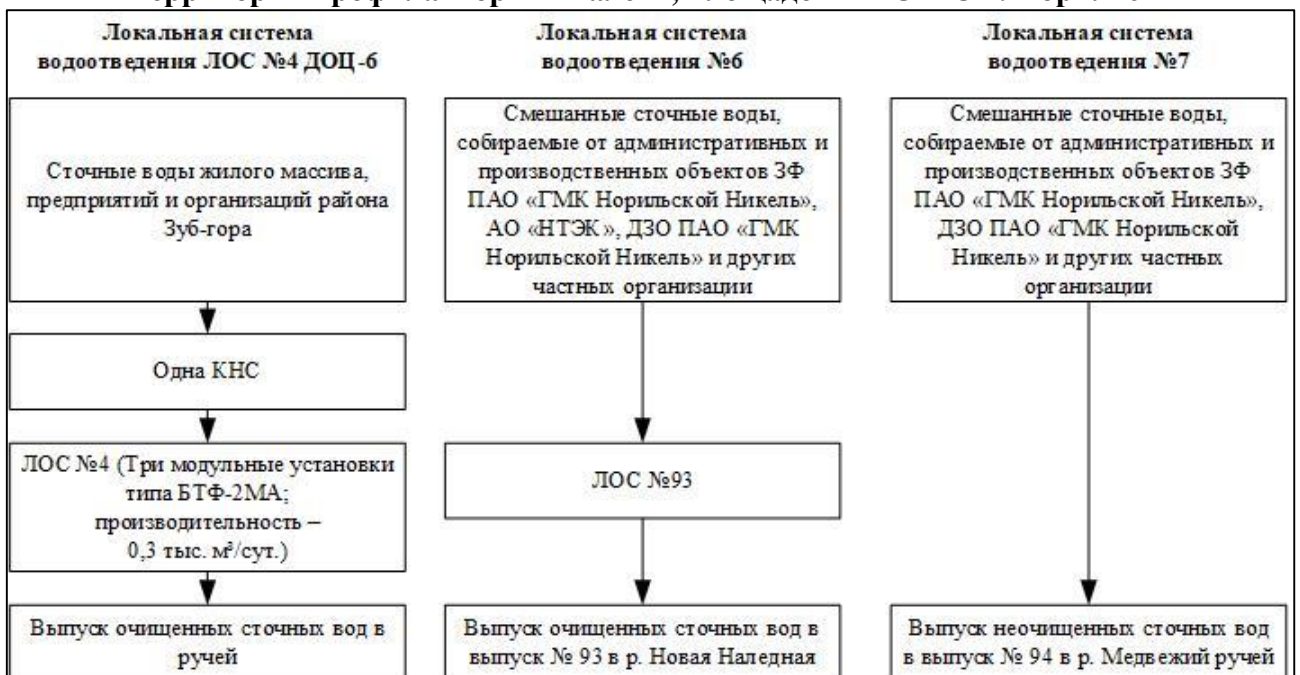 Локальная система
водоотведения ЛОС №4 ДОЦ-6
Сточные воды жилого массива,
предприятий и организаций района
Зуб-гора
Одна КНС
ЛОС №4 (Три модульные установки
типа БТФ-2МА;
производительность –
0,3 тыс. м³/сут.)
Выпуск очищенных сточных вод в
ручей
Локальная система
водоотведения №6
Смешанные сточные воды,
собираемые от административных и
производственных объектов ЗФ
ПАО «ГМК Норильской Никель»,
АО «НТЭК», ДЗО ПАО «ГМК
Норильской Никель» и других
частных организации
ЛОС №93
Выпуск очищенных сточных вод в
выпуск № 93 в р. Новая Наледная
Локальная система
водоотведения №7
Смешанные сточные воды,
собираемые от административных и
производственных объектов ЗФ
ПАО «ГМК Норильской Никель»,
ДЗО ПАО «ГМК Норильской
Никель» и других частных
организации
Выпуск неочищенных сточных вод
в выпуск № 94 в р. Медвежий ручей